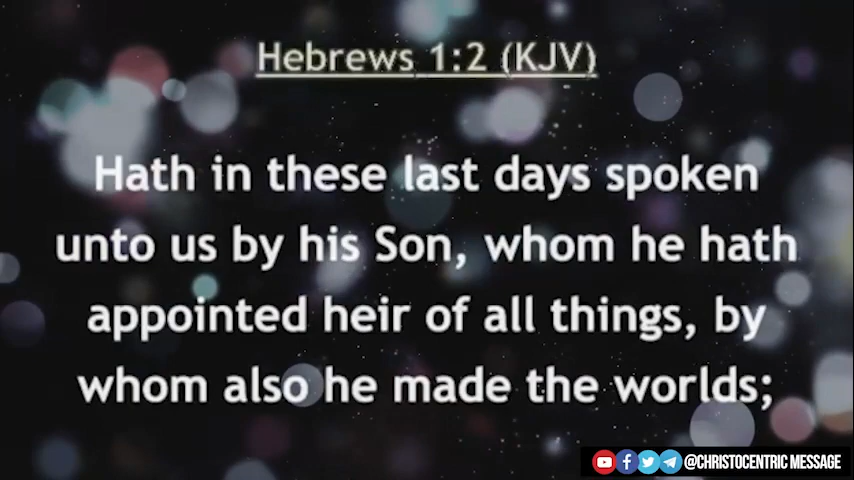 Hebrews 1:2 (KJV)
Hath in these last days spoken
unto us by his Son, whom he hath
appointed heir of all things, by
whom also he made the worlds;
@CHRISTOCENTRIC MESSAGE